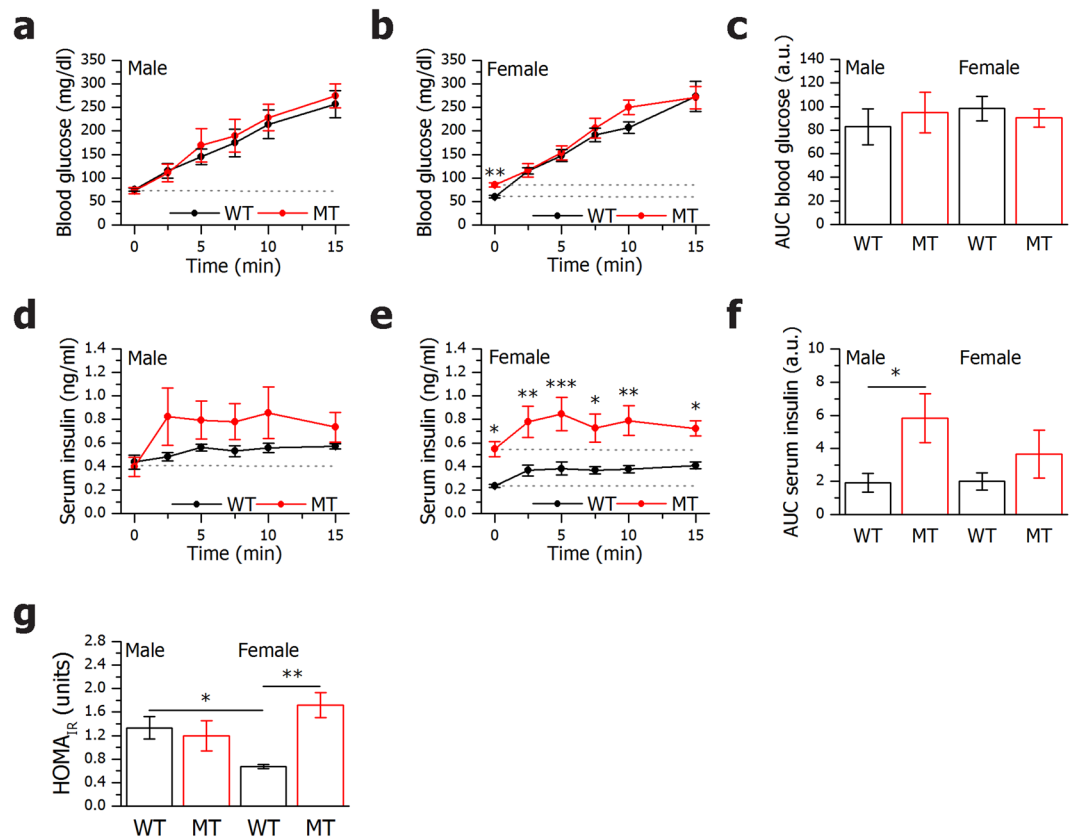 a
b
c
Blood glucose (mg/dl)
350
300
250
200
150
100
50
0
Male
WT
MT
0
5
10
15
Time (min)
Blood glucose (mg/dl)
350
300
250
200
150
100
50
0
Female
**
WT
MT
0
5
10
15
Time (min)
AUC blood glucose (a.u.)
140
120
100
80
60
40
20
0
Male
Female
WT
MT
WT
MT
d
e
f
Serum insulin (ng/ml)
1.4
1.2
1.0
0.8
0.6
0.4
0.2
0.0
Male
WT
MT
0
5
10
15
Time (min)
Serum insulin (ng/ml)
1.4
1.2
1.0
0.8
0.6
0.4
0.2
0.0
Female
*
**
***
*
**
*
WT
MT
0
5
10
15
Time (min)
AUC serum insulin (a.u.)
10
8
6
4
2
0
Male
Female
*
WT
MT
WT
MT
g
HOMAIR (units)
2.8
2.4
2.0
1.6
1.2
0.8
0.4
0.0
Male
Female
*
**
WT
MT
WT
MT